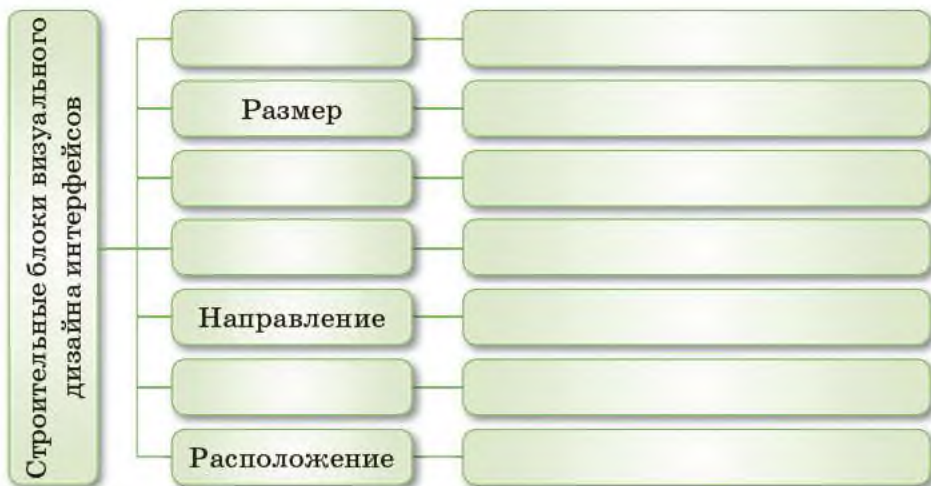 Строительные блоки визуального
дизайна интерфейсов
Размер
Направление
Расположение